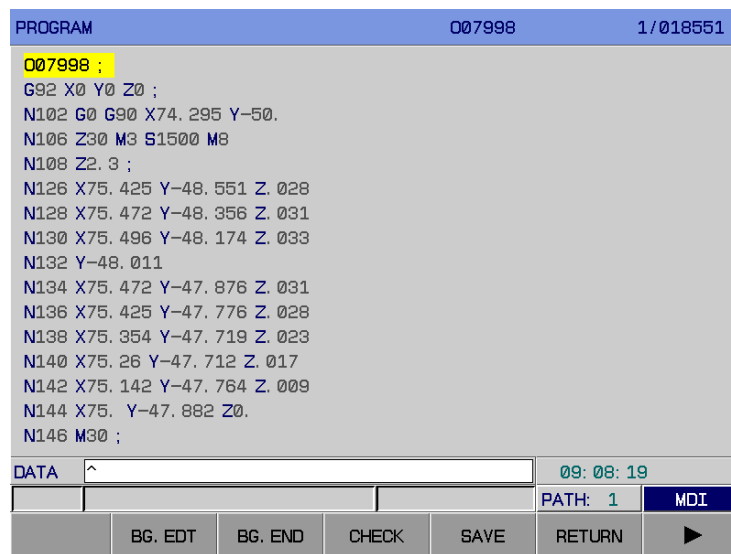 PROGRAM O07998 1/018551
O07998 ;
G92 X0 Y0 Z0 ;
N102 G0 G90 X74.295 Y-50.
N106 Z30 M3 S1500 M8
N108 Z2.3 ;
N126 X75.425 Y-48.551 Z.028
N128 X75.472 Y-48.356 Z.031
N130 X75.496 Y-48.174 Z.033
N132 Y-48.011
N134 X75.472 Y-47.876 Z.031
N136 X75.425 Y-47.776 Z.028
N138 X75.354 Y-47.719 Z.023
N140 X75.26 Y-47.712 Z.017
N142 X75.142 Y-47.764 Z.009
N144 X75. Y-47.882 Z0.
N146 M30 ;
DATA ^ 09:08:19
PATH: 1 MDI
BG.EDT BG.END CHECK SAVE RETURN ▶